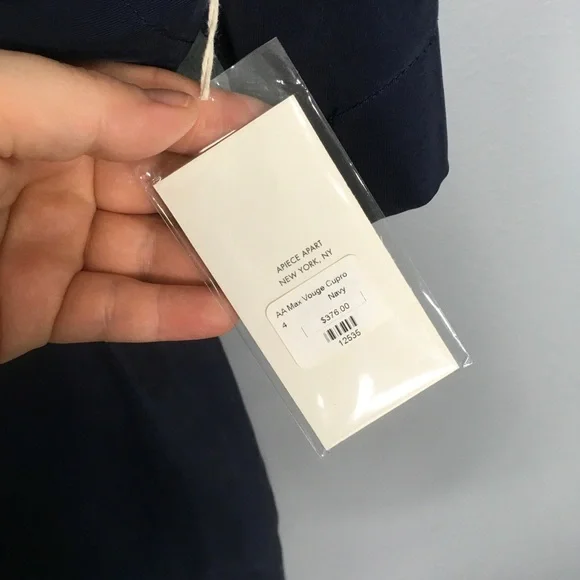 APIECE APART
NEW YORK, NY
AA Max Vouge Cupro
Navy
4
$376.00
12535